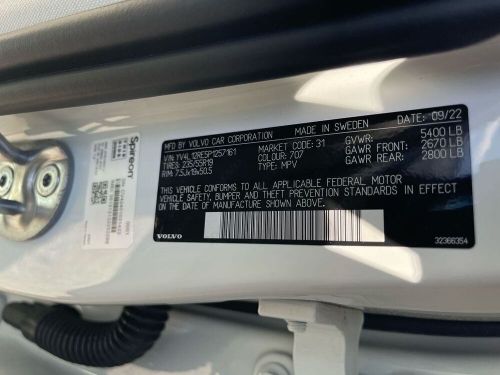 Spireon
MFD BY VOLVO CAR CORPORATION MADE IN SWEDEN DATE: 09/22
VIN: YV4L12RE5P1257161 MARKET CODE: 31 GVWR: 5400 LB
TIRES: 235/55R19 COLOUR: 707 GAWR FRONT: 2670 LB
RIM: 7.5Jx19x50.5 TYPE: MPV GAWR REAR: 2800 LB
THIS VEHICLE CONFORMS TO ALL APPLICABLE FEDERAL MOTOR
VEHICLE SAFETY, BUMPER AND THEFT PREVENTION STANDARDS
IN EFFECT ON THE DATE OF MANUFACTURE SHOWN ABOVE.
VOLVO
32366354